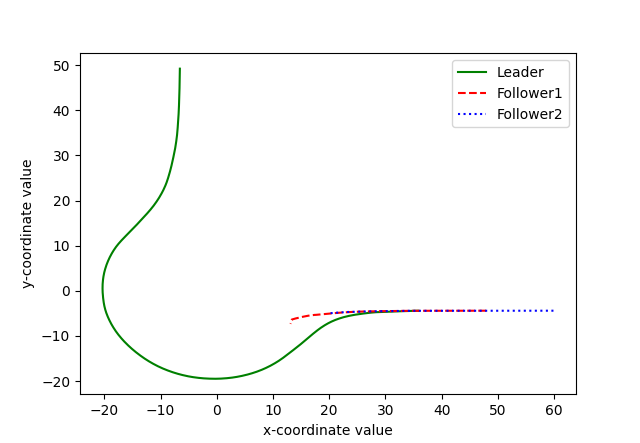 Leader
Follower1
Follower2
50
40
30
20
10
0
−10
−20
y-coordinate value
−20 −10 0 10 20 30 40 50 60
x-coordinate value